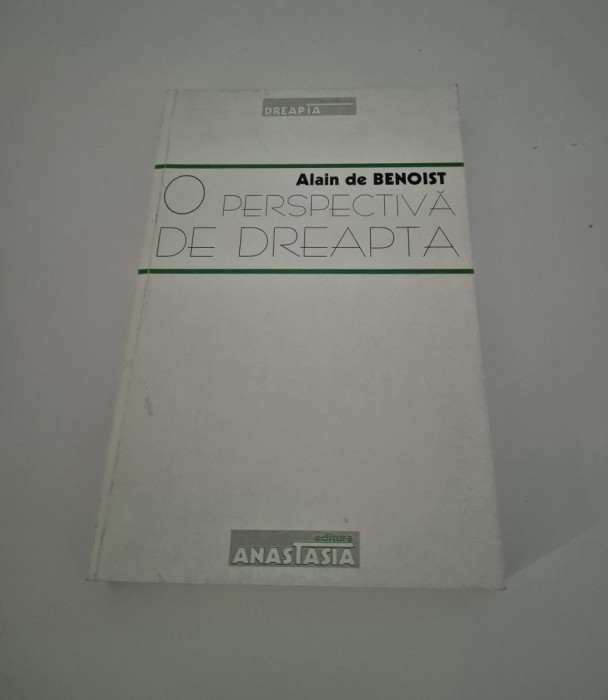 DREAPTA
Alain de BENOIST
O PERSPECTIVĂ
DE DREAPTA
editura
ANASTASIA